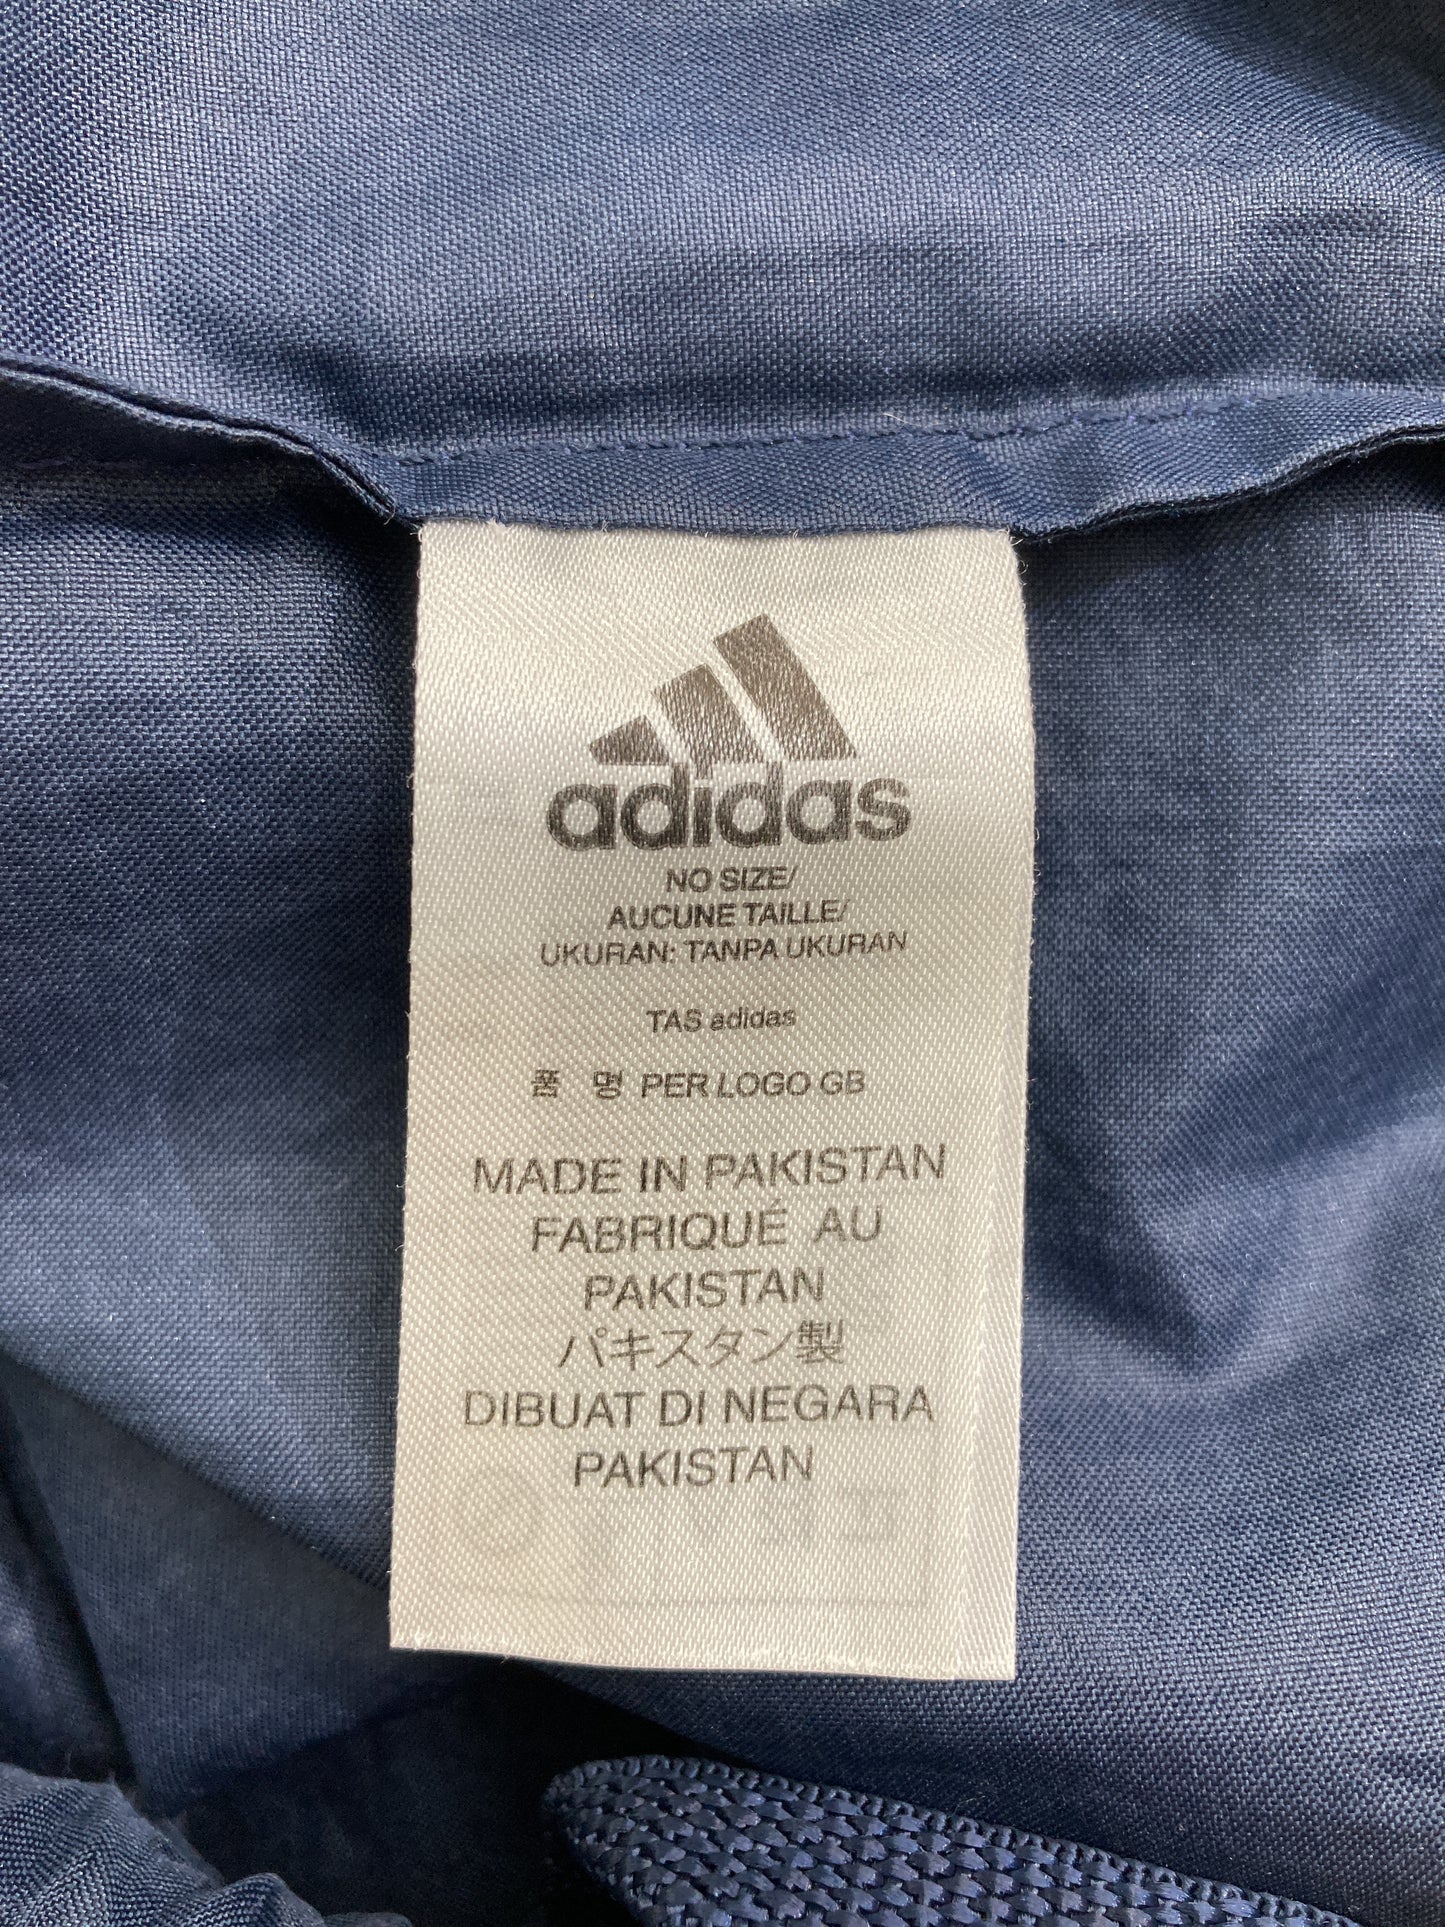 adidas
NO SIZE/
AUCUNE TAILLE/
UKURAN: TANPA UKURAN
TAS adidas
품 명 PER LOGO GB
MADE IN PAKISTAN
FABRIQUÉ AU
PAKISTAN
パキスタン製
DIBUAT DI NEGARA
PAKISTAN